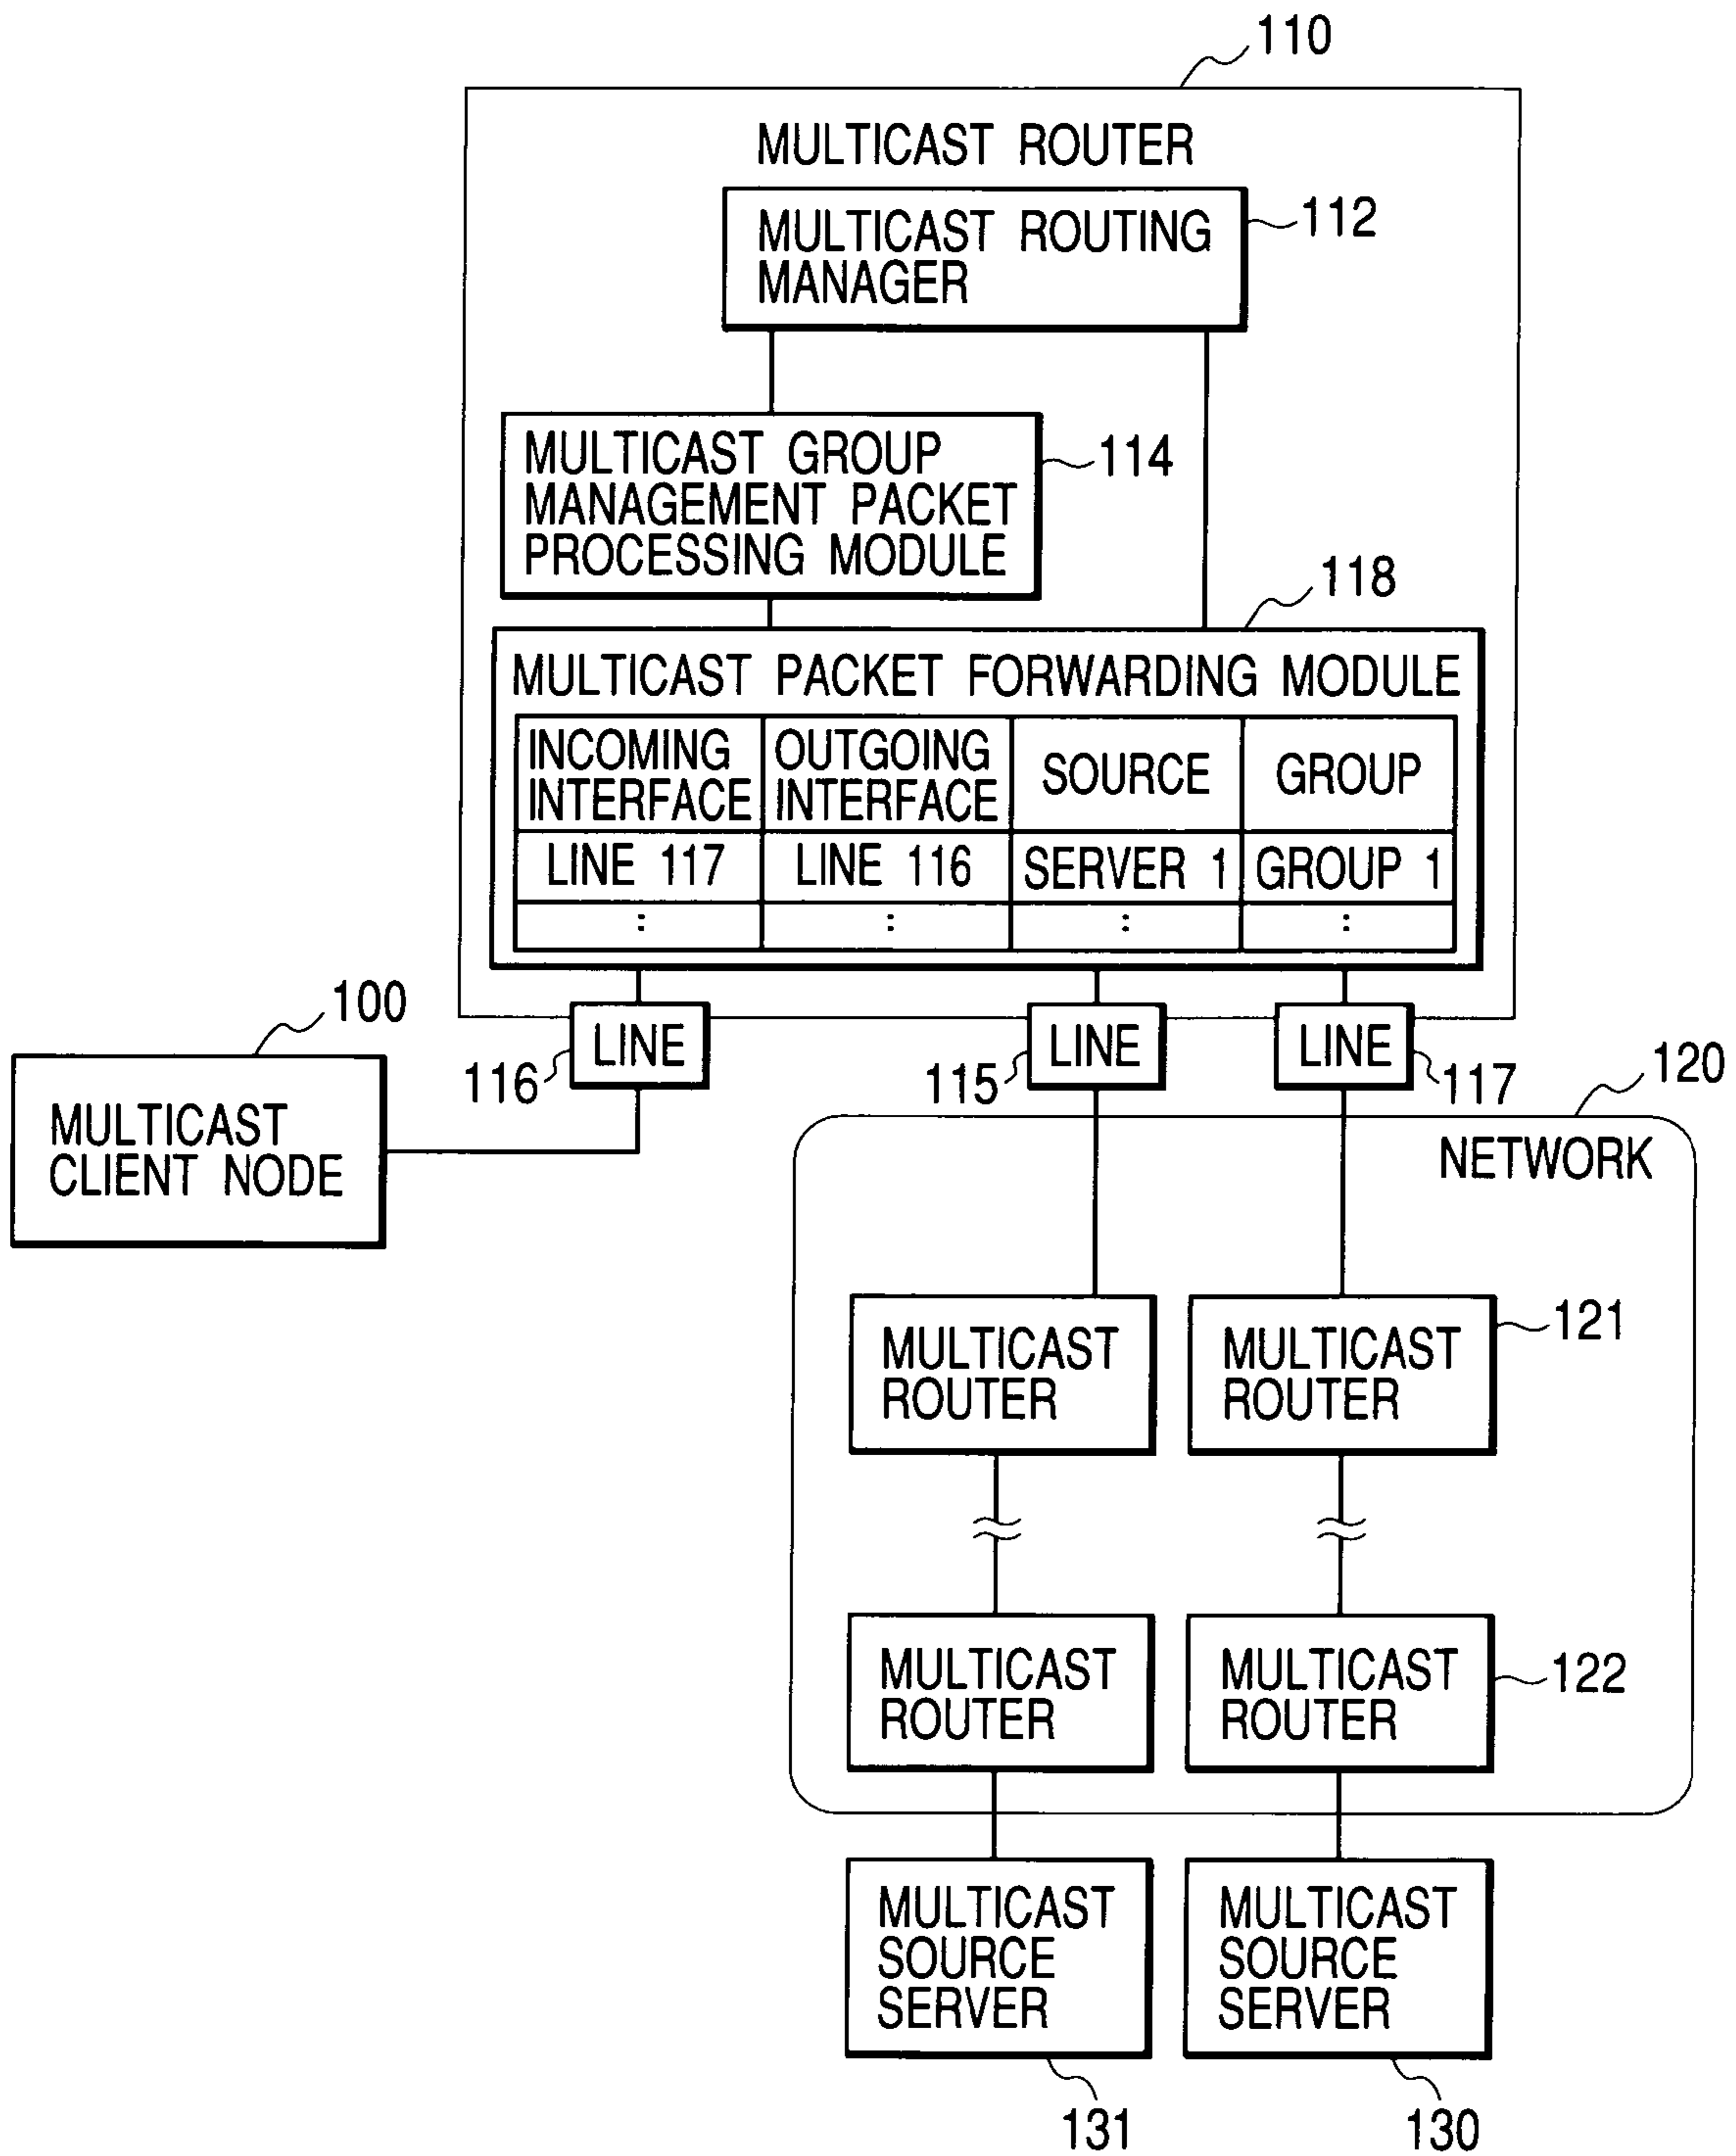 110
MULTICAST ROUTER
MULTICAST ROUTING
MANAGER
112
MULTICAST GROUP
MANAGEMENT PACKET
PROCESSING MODULE
114
118
MULTICAST PACKET FORWARDING MODULE
INCOMING
INTERFACE
OUTGOING
INTERFACE
SOURCE
GROUP
LINE 117
LINE 116
SERVER 1
GROUP 1
:
:
:
:
100
MULTICAST
CLIENT NODE
116
LINE
115
LINE
LINE
117
120
NETWORK
MULTICAST
ROUTER
MULTICAST
ROUTER
121
MULTICAST
ROUTER
MULTICAST
ROUTER
122
MULTICAST
SOURCE
SERVER
MULTICAST
SOURCE
SERVER
131
130